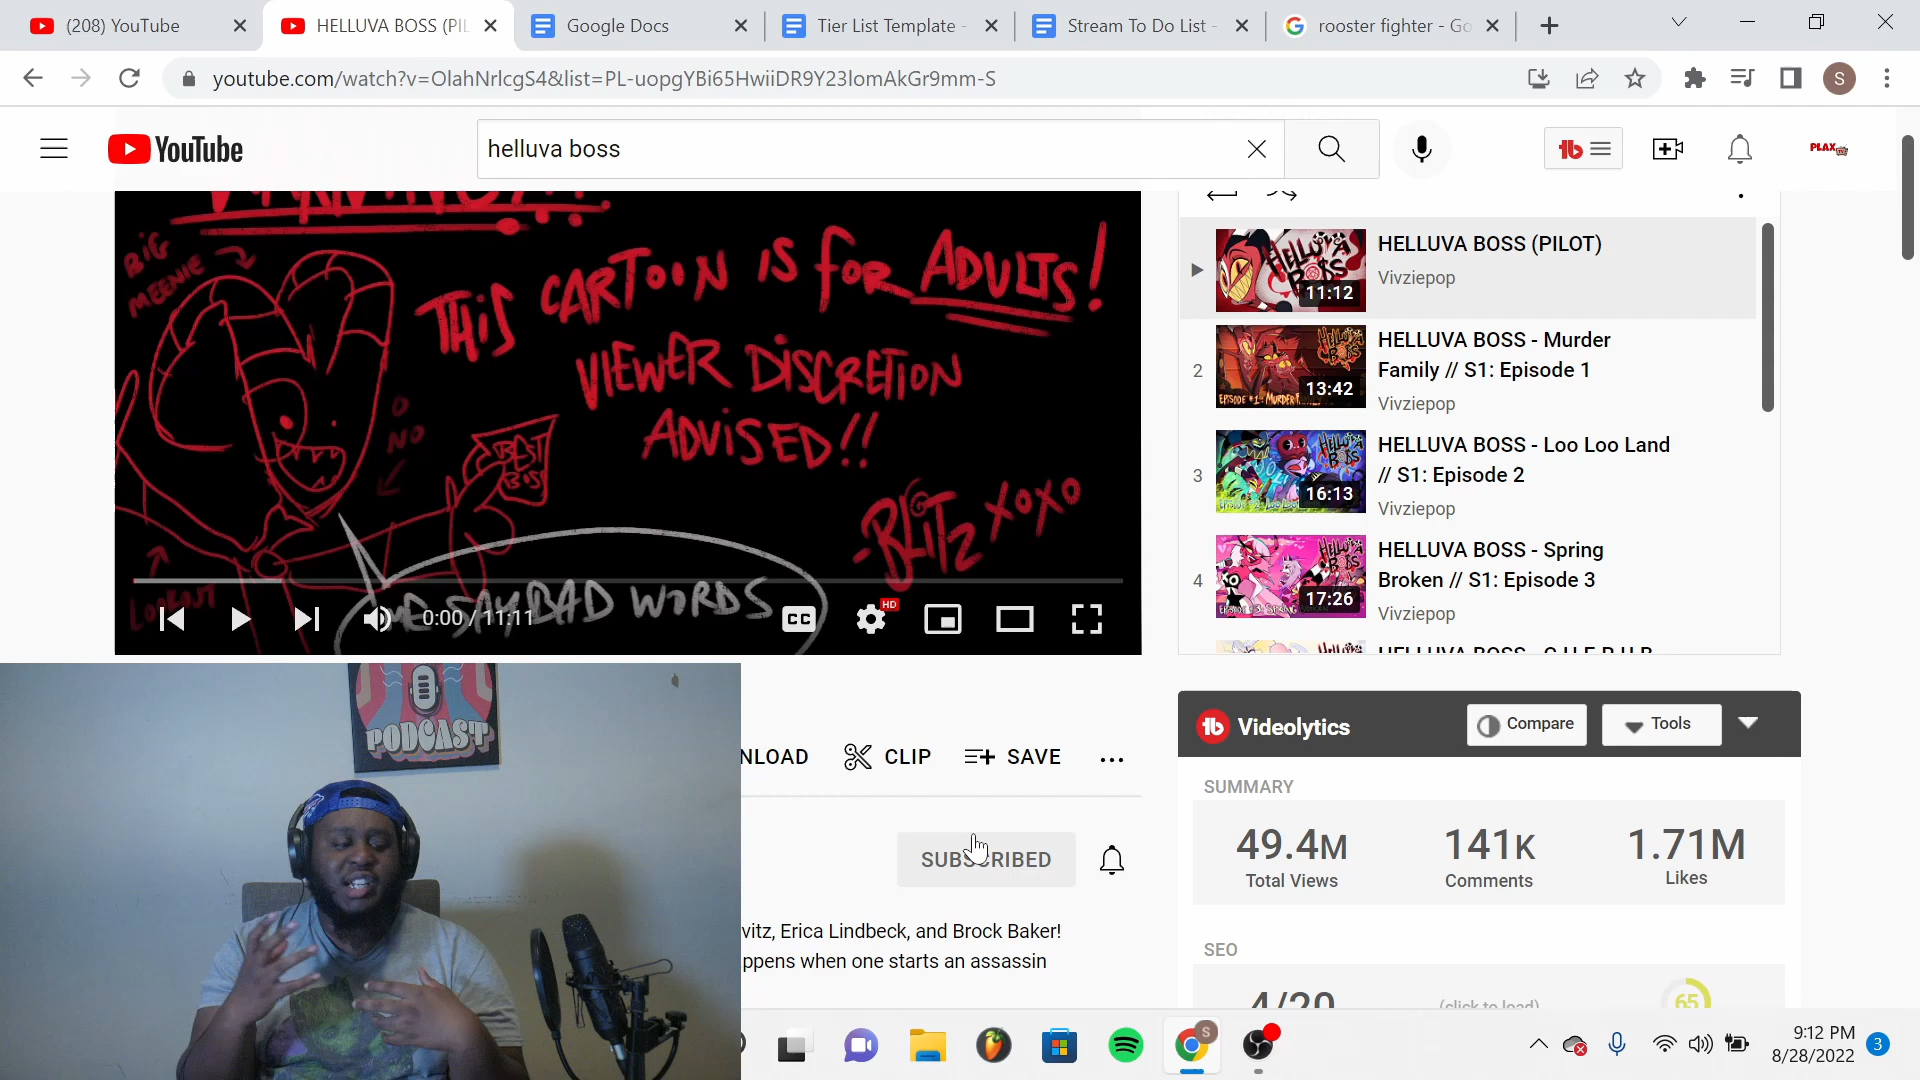 (208) YouTube
HELLUVA BOSS (PIL
Google Docs
Tier List Template -
Stream To Do List -
rooster fighter - Go
youtube.com/watch?v=OlahNrlcgS4&list=PL-uopgYBi65HwiiDR9Y23lomAkGr9mm-S
S
YouTube
helluva boss
PLAX
BiG
MEENiE
THiS CARTOON iS foR ADULTS!
VIEWER DISCRETION
ADVISED!!
O
NO
BEST
BOSS
-BLITZ XOXO
LOOKOUT
SAY BAD WORDS
0:00 / 11:11
CC
HD
HELLUVA BOSS (PILOT)
Vivziepop
11:12
2
HELLUVA BOSS - Murder
Family // S1: Episode 1
Vivziepop
13:42
3
HELLUVA BOSS - Loo Loo Land
// S1: Episode 2
Vivziepop
16:13
4
HELLUVA BOSS - Spring
Broken // S1: Episode 3
Vivziepop
17:26
PODCAST
NLOAD
CLIP
SAVE
SUBSCRIBED
vitz, Erica Lindbeck, and Brock Baker!
ppens when one starts an assassin
Videolytics
Compare
Tools
SUMMARY
49.4M
Total Views
141K
Comments
1.71M
Likes
SEO
4/20
(click to load)
65
S
9:12 PM
8/28/2022
3